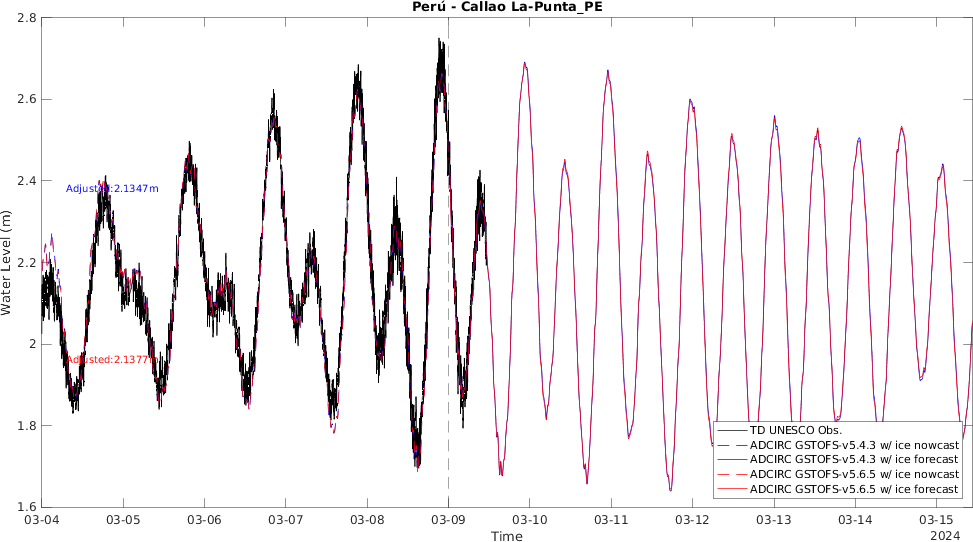 Perú - Callao La-Punta_PE
2.8
2.6
2.4
2.2
2
1.8
1.6
Water Level (m)
Adjusted:2.1347m
Adjusted:2.1377m
TD UNESCO Obs.
ADCIRC GSTOFS-v5.4.3 w/ ice nowcast
ADCIRC GSTOFS-v5.4.3 w/ ice forecast
ADCIRC GSTOFS-v5.6.5 w/ ice nowcast
ADCIRC GSTOFS-v5.6.5 w/ ice forecast
03-04 03-05 03-06 03-07 03-08 03-09 03-10 03-11 03-12 03-13 03-14 03-15
Time
2024